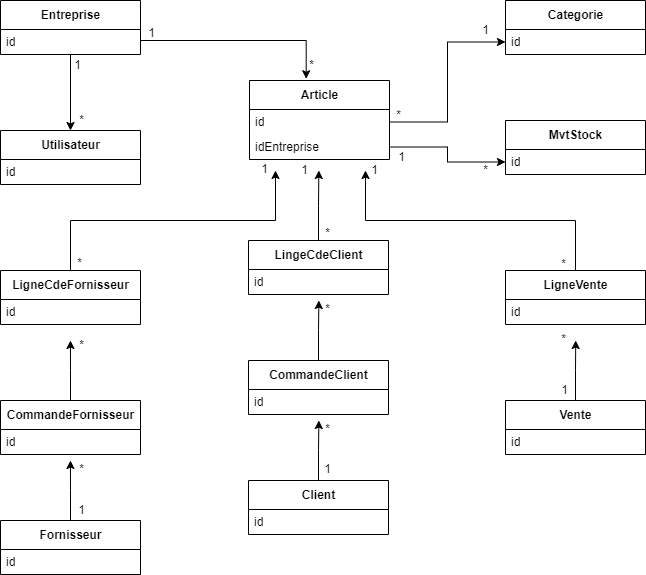 Entreprise
id
1
*
1
*
Utilisateur
id
Article
id
idEntreprise
*
1
Categorie
id
1
*
MvtStock
id
1
1
1
*
LigneCdeFornisseur
id
*
LingeCdeClient
id
*
LigneVente
id
*
CommandeFornisseur
id
*
CommandeClient
id
*
1
Vente
id
*
1
Fornisseur
id
*
1
Client
id